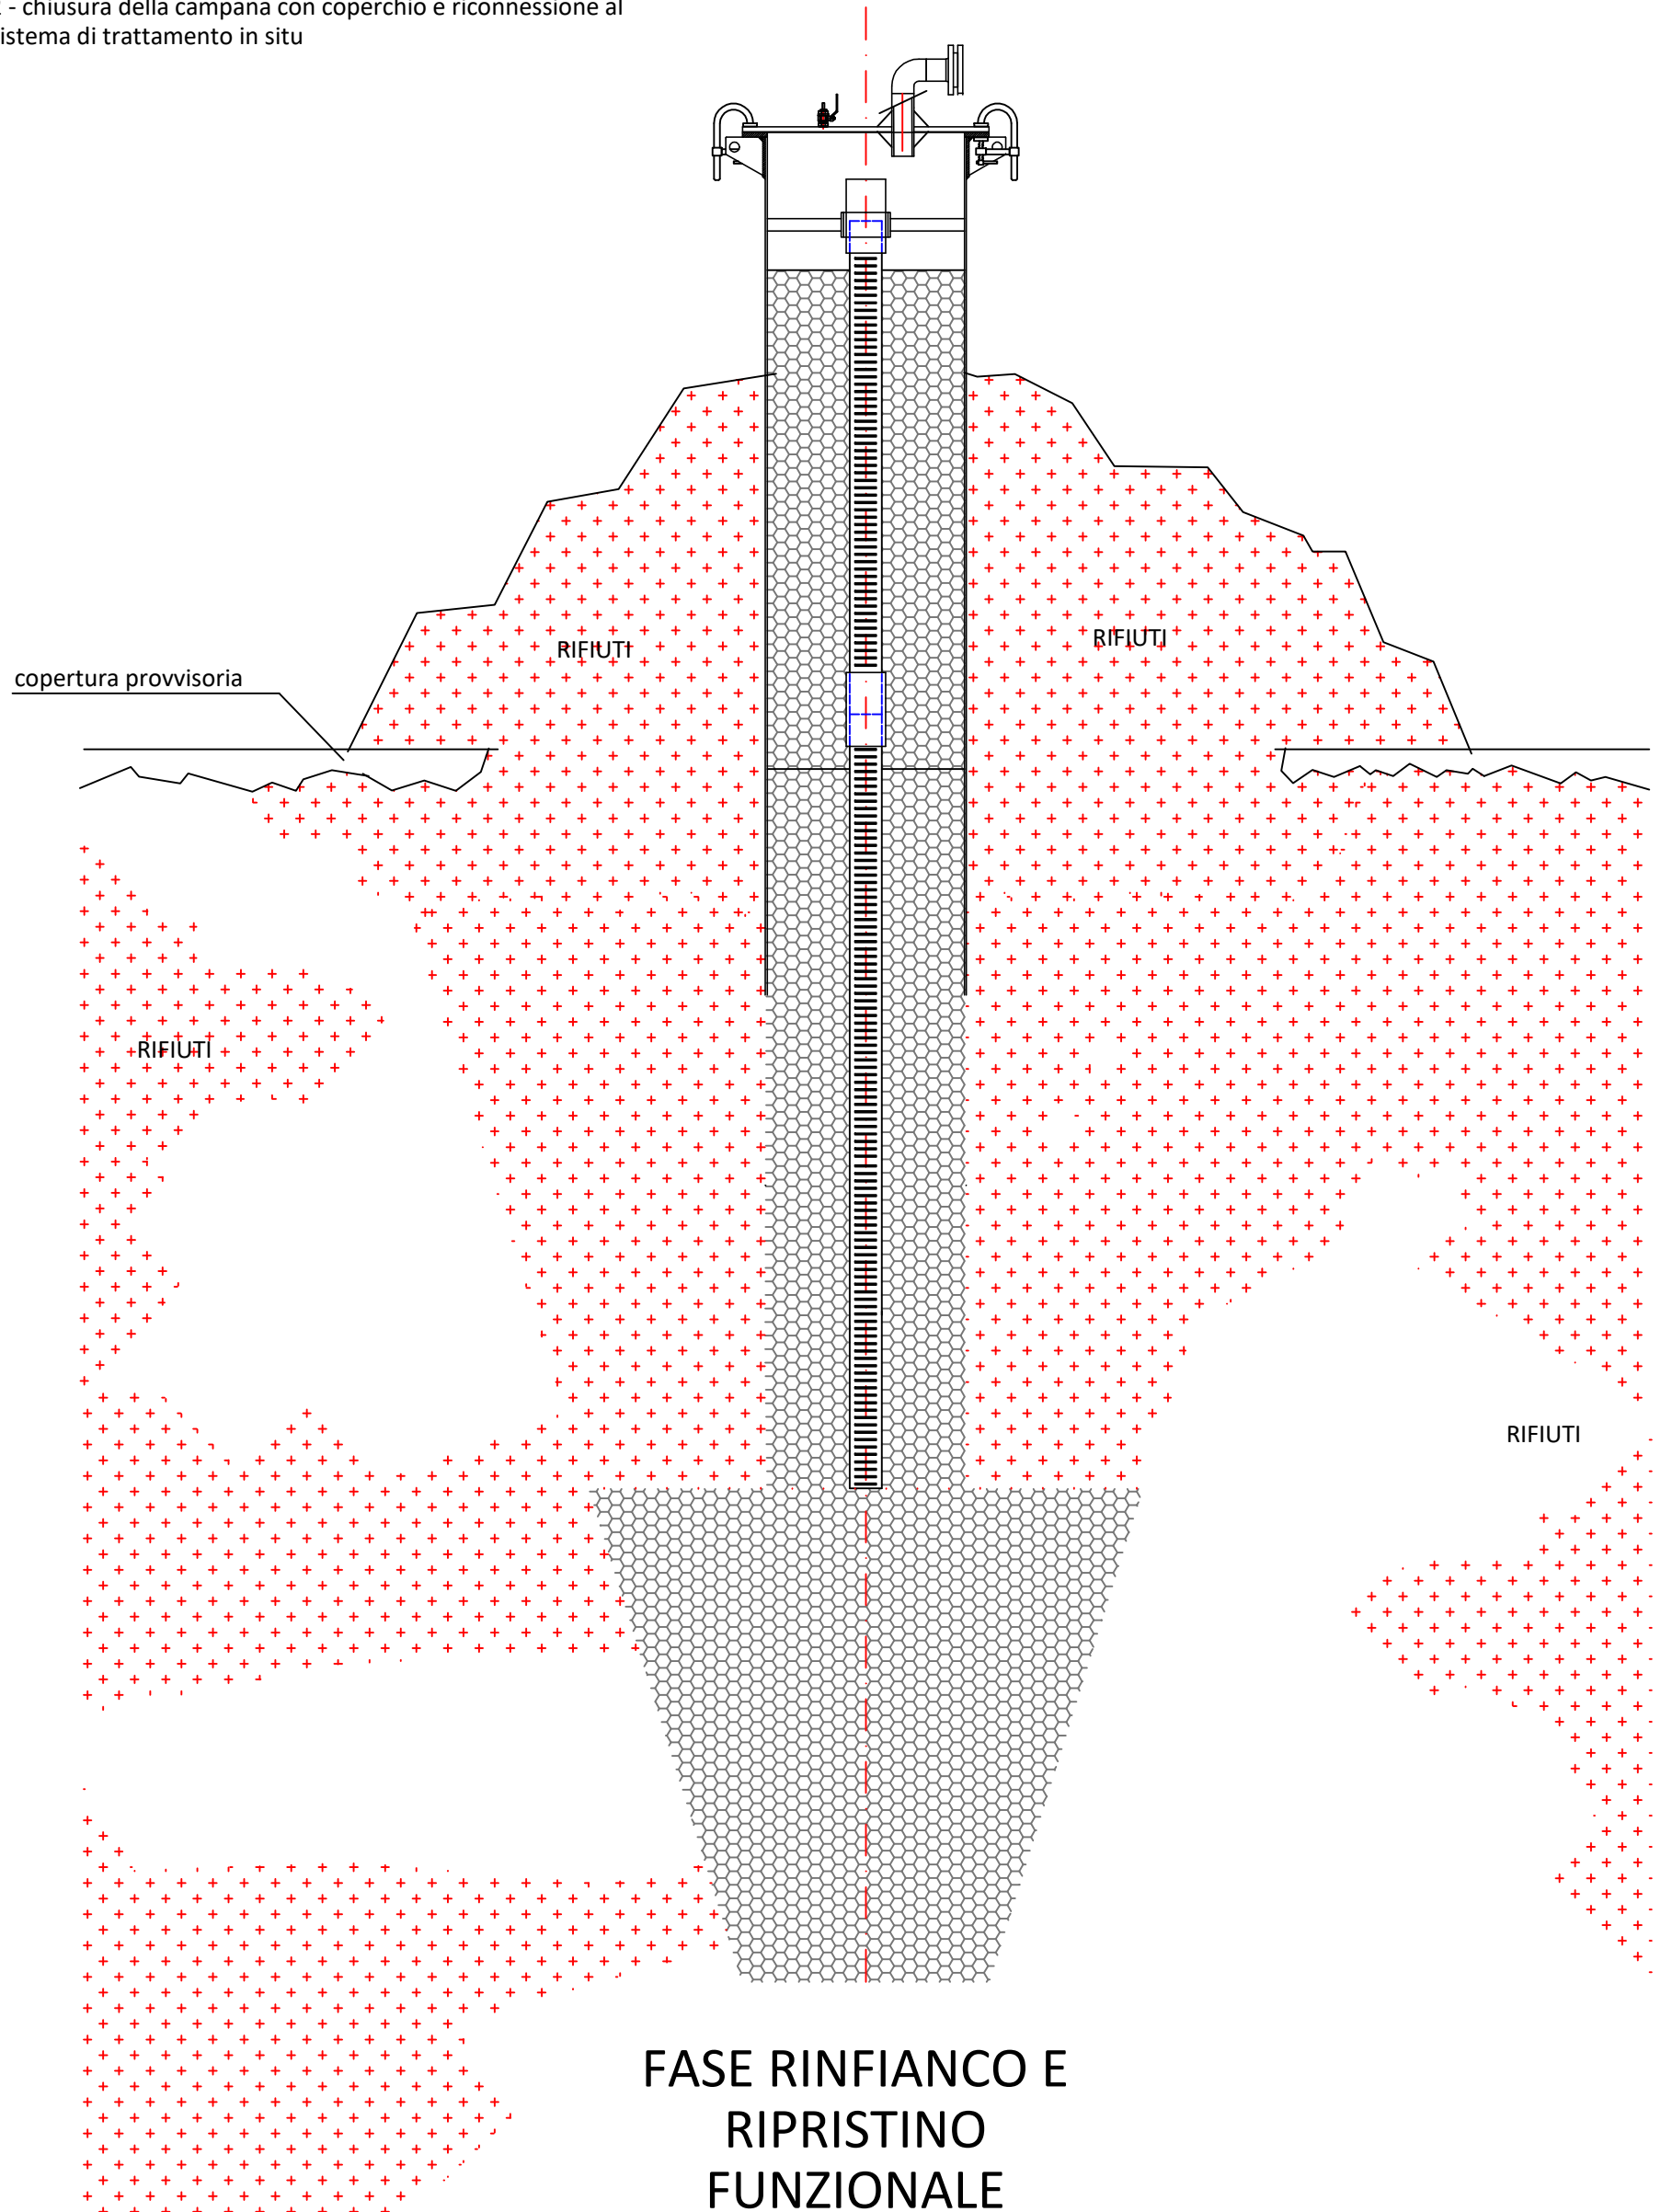 - chiusura della campana con coperchio e riconnessione al
istema di trattamento in situ
RIFIUTI
RIFIUTI
copertura provvisoria
RIFIUTI
RIFIUTI
FASE RINFIANCO E
RIPRISTINO
FUNZIONALE